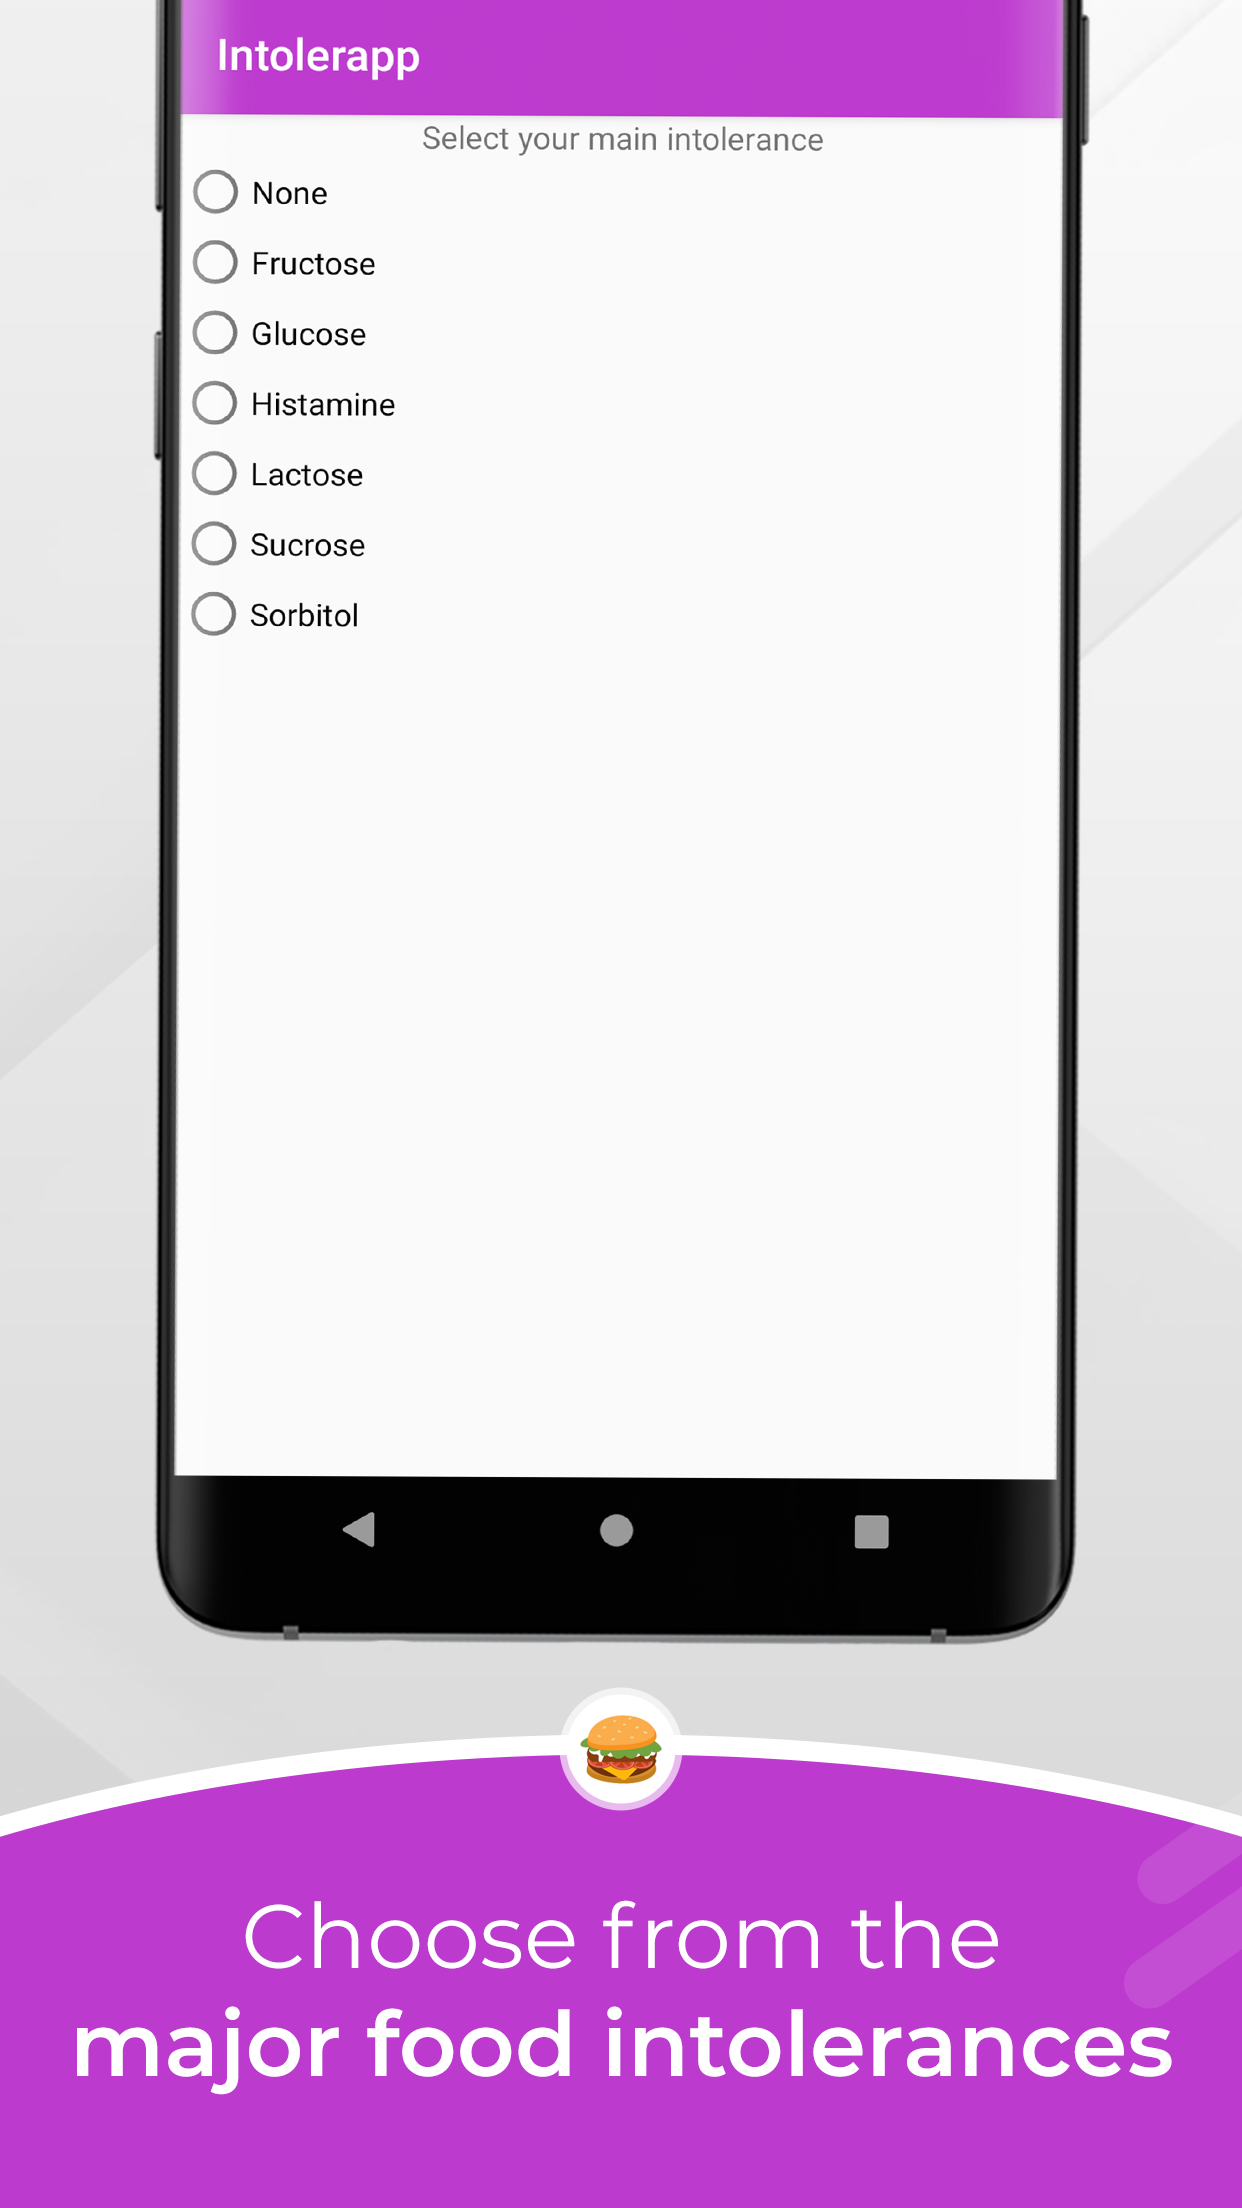 Intolerapp
Select your main intolerance
None
Fructose
Glucose
Histamine
Lactose
Sucrose
Sorbitol
Choose from the
major food intolerances